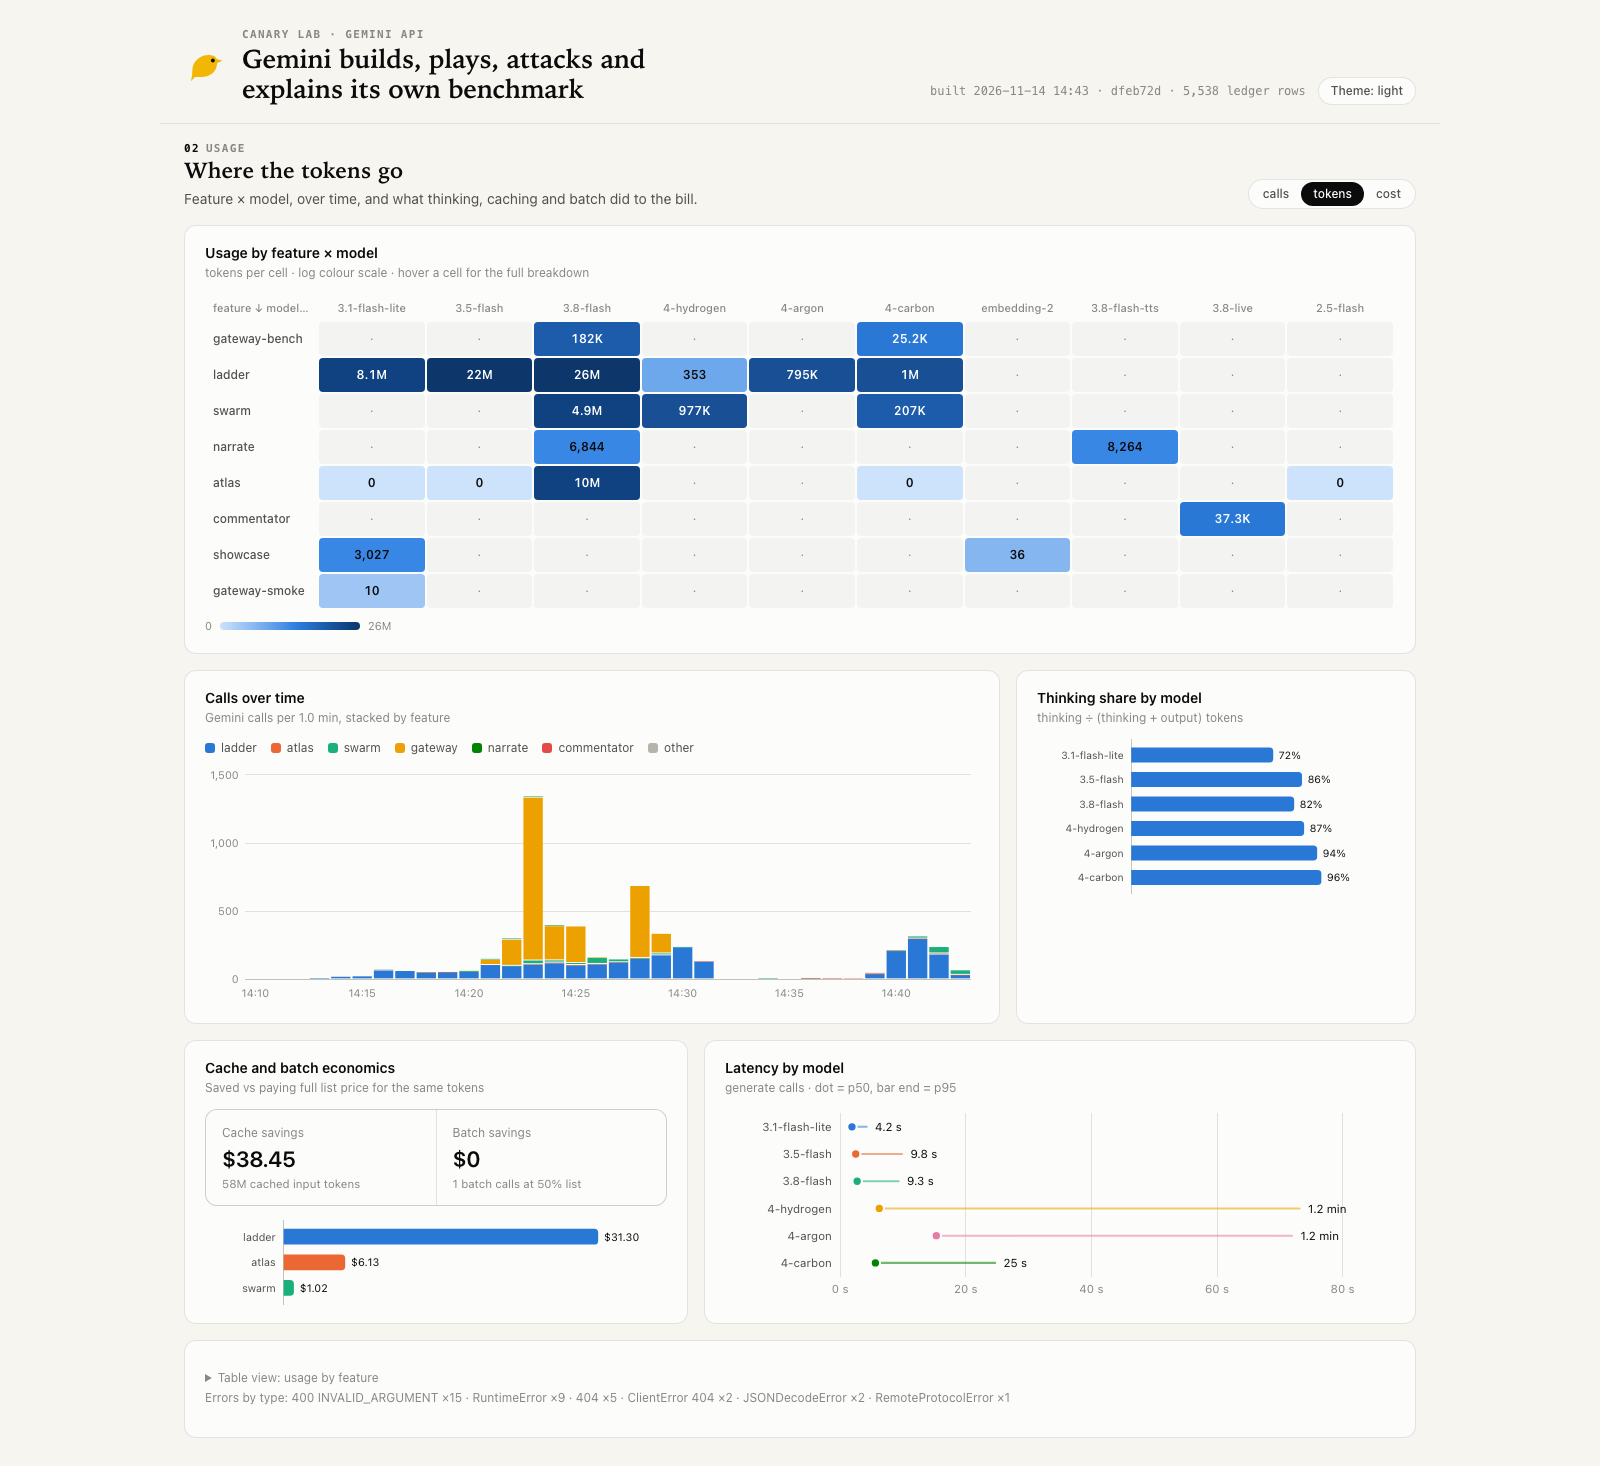 CANARY LAB · GEMINI API
Gemini builds, plays, attacks and
explains its own benchmark
built 2026-11-14 14:43 · dfeb72d · 5,538 ledger rows
Theme: light
02 USAGE
Where the tokens go
Feature × model, over time, and what thinking, caching and batch did to the bill.
calls tokens cost
Usage by feature × model
tokens per cell · log colour scale · hover a cell for the full breakdown
feature ↓ model... 3.1-flash-lite 3.5-flash 3.8-flash 4-hydrogen 4-argon 4-carbon embedding-2 3.8-flash-tts 3.8-live 2.5-flash
gateway-bench · · 182K · · 25.2K · · · ·
ladder 8.1M 22M 26M 353 795K 1M · · · ·
swarm · · 4.9M 977K · 207K · · · ·
narrate · · 6,844 · · · · 8,264 · ·
atlas 0 0 10M · · 0 · · · 0
commentator · · · · · · · · 37.3K ·
showcase 3,027 · · · · · 36 · · ·
gateway-smoke 10 · · · · · · · · ·
0 26M
Calls over time
Gemini calls per 1.0 min, stacked by feature
ladder atlas swarm gateway narrate commentator other
1,500
1,000
500
0
14:10 14:15 14:20 14:25 14:30 14:35 14:40
Thinking share by model
thinking ÷ (thinking + output) tokens
3.1-flash-lite 72%
3.5-flash 86%
3.8-flash 82%
4-hydrogen 87%
4-argon 94%
4-carbon 96%
Cache and batch economics
Saved vs paying full list price for the same tokens
Cache savings
$38.45
58M cached input tokens
Batch savings
$0
1 batch calls at 50% list
ladder $31.30
atlas $6.13
swarm $1.02
Latency by model
generate calls · dot = p50, bar end = p95
3.1-flash-lite 4.2 s
3.5-flash 9.8 s
3.8-flash 9.3 s
4-hydrogen 1.2 min
4-argon 1.2 min
4-carbon 25 s
0 s 20 s 40 s 60 s 80 s
▶ Table view: usage by feature
Errors by type: 400 INVALID_ARGUMENT ×15 · RuntimeError ×9 · 404 ×5 · ClientError 404 ×2 · JSONDecodeError ×2 · RemoteProtocolError ×1